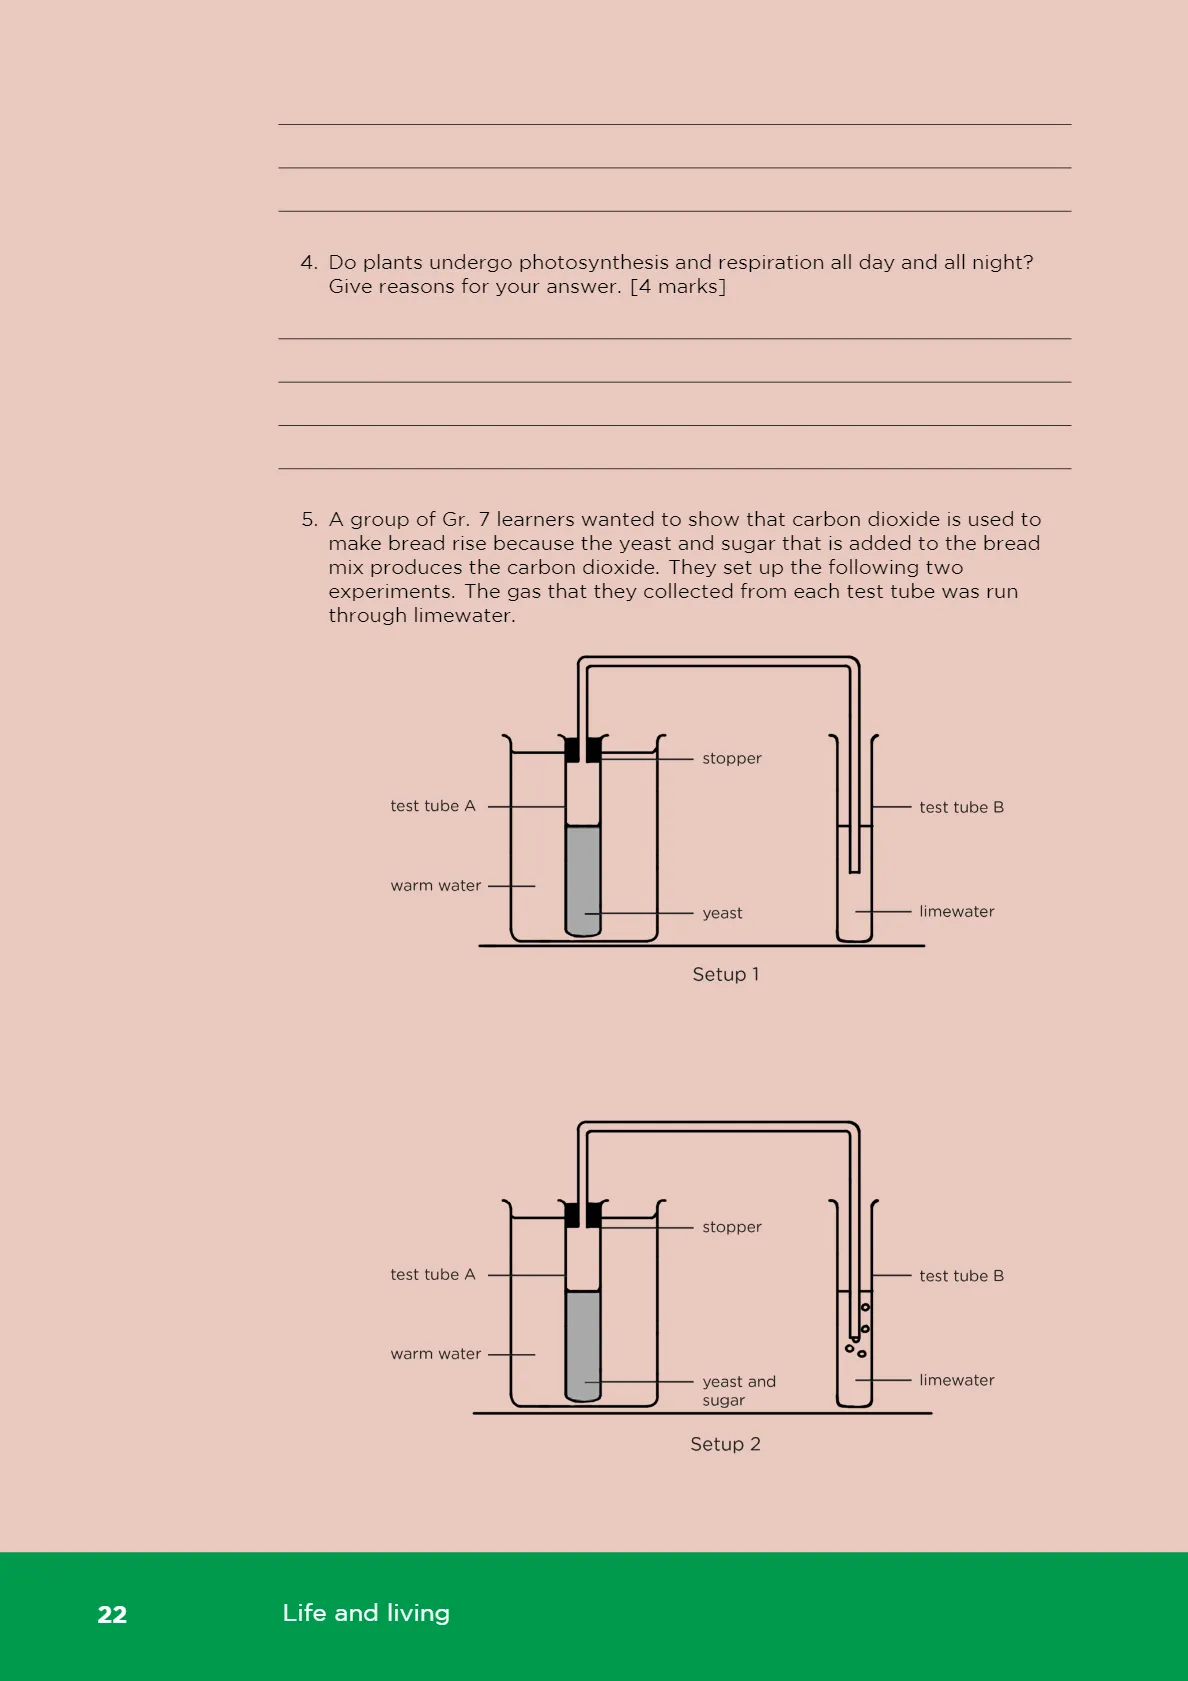 4. Do plants undergo photosynthesis and respiration all day and all night?
Give reasons for your answer. [4 marks]
5. A group of Gr. 7 learners wanted to show that carbon dioxide is used to
make bread rise because the yeast and sugar that is added to the bread
mix produces the carbon dioxide. They set up the following two
experiments. The gas that they collected from each test tube was run
through limewater.
stopper
test tube A
test tube B
warm water
yeast
limewater
Setup 1
stopper
test tube A
test tube B
warm water
yeast and
sugar
limewater
Setup 2
22
Life and living